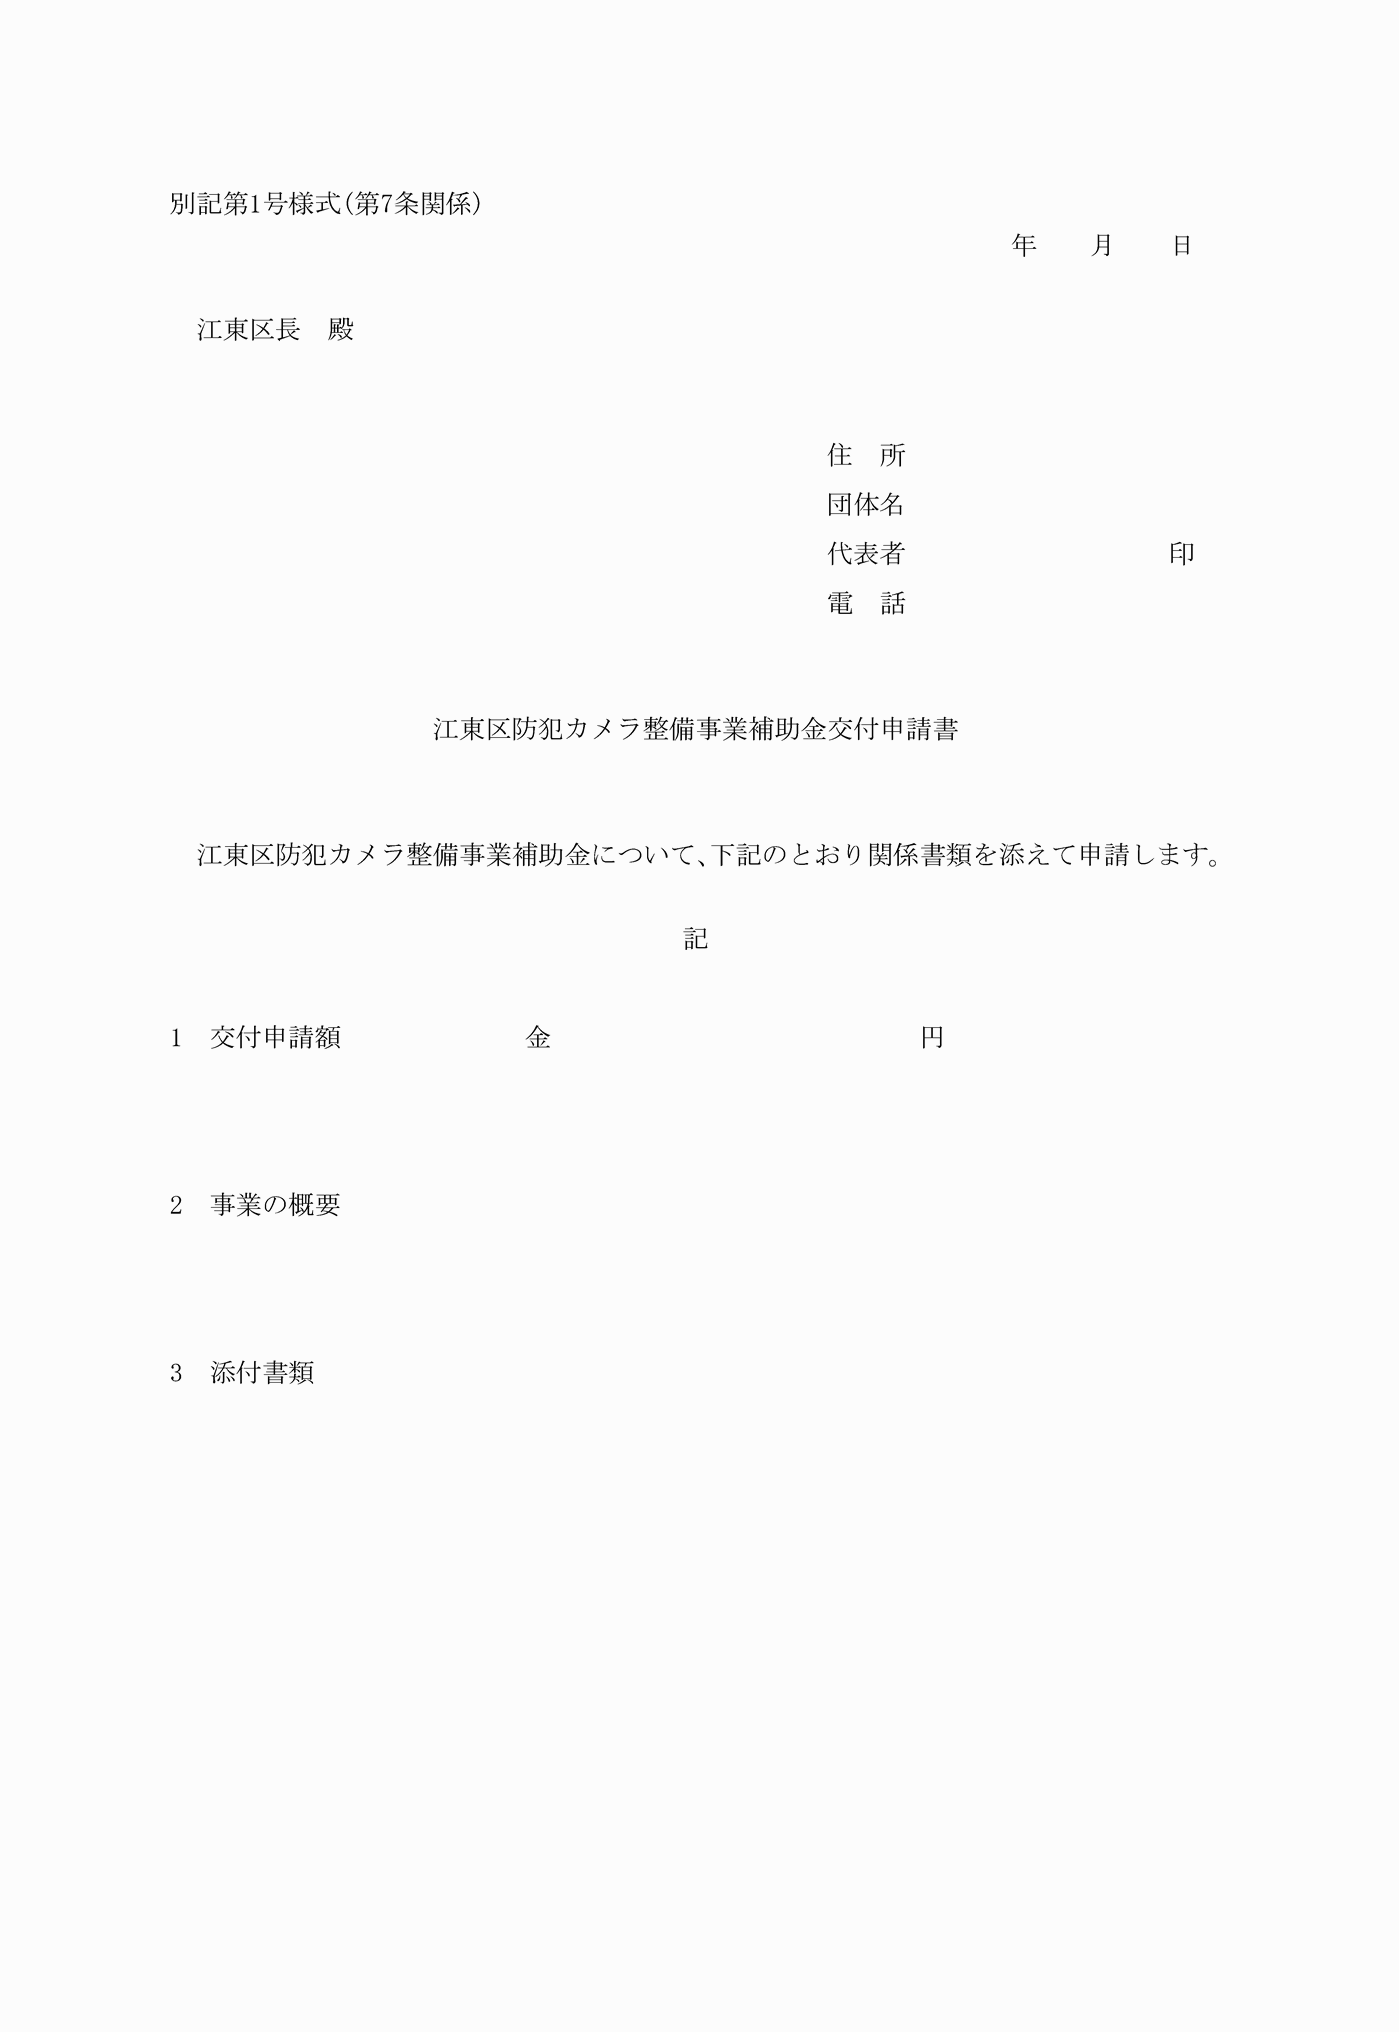 別記第1号様式(第7条関係)
年　　月　　日
江東区長　殿
住　所
団体名
代表者　　　　　　　　　　印
電　話
江東区防犯カメラ整備事業補助金交付申請書
江東区防犯カメラ整備事業補助金について、下記のとおり関係書類を添えて申請します。
記
1　交付申請額　　　　　　　金　　　　　　　　　　　　　　円
2　事業の概要
3　添付書類